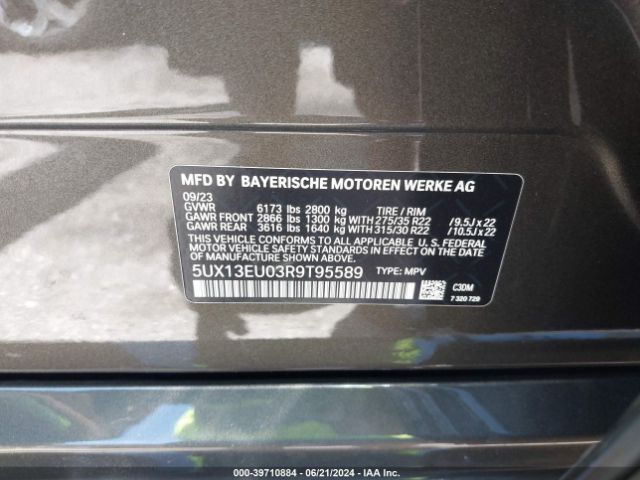 MFD BY BAYERISCHE MOTOREN WERKE AG
09/23
GVWR 6173 lbs 2800 kg TIRE / RIM
GAWR FRONT 2866 lbs 1300 kg WITH 275/35 R22 / 9.5J x 22
GAWR REAR 3616 lbs 1640 kg WITH 315/30 R22 / 10.5J x 22
THIS VEHICLE CONFORMS TO ALL APPLICABLE U. S. FEDERAL
MOTOR VEHICLE SAFETY STANDARDS IN EFFECT ON THE DATE
OF MANUFACTURE SHOWN ABOVE.
5UX13EU03R9T95589 TYPE: MPV
C3DM
7 320 729
000-39710884 / 06/21/2024 / IAA Inc.